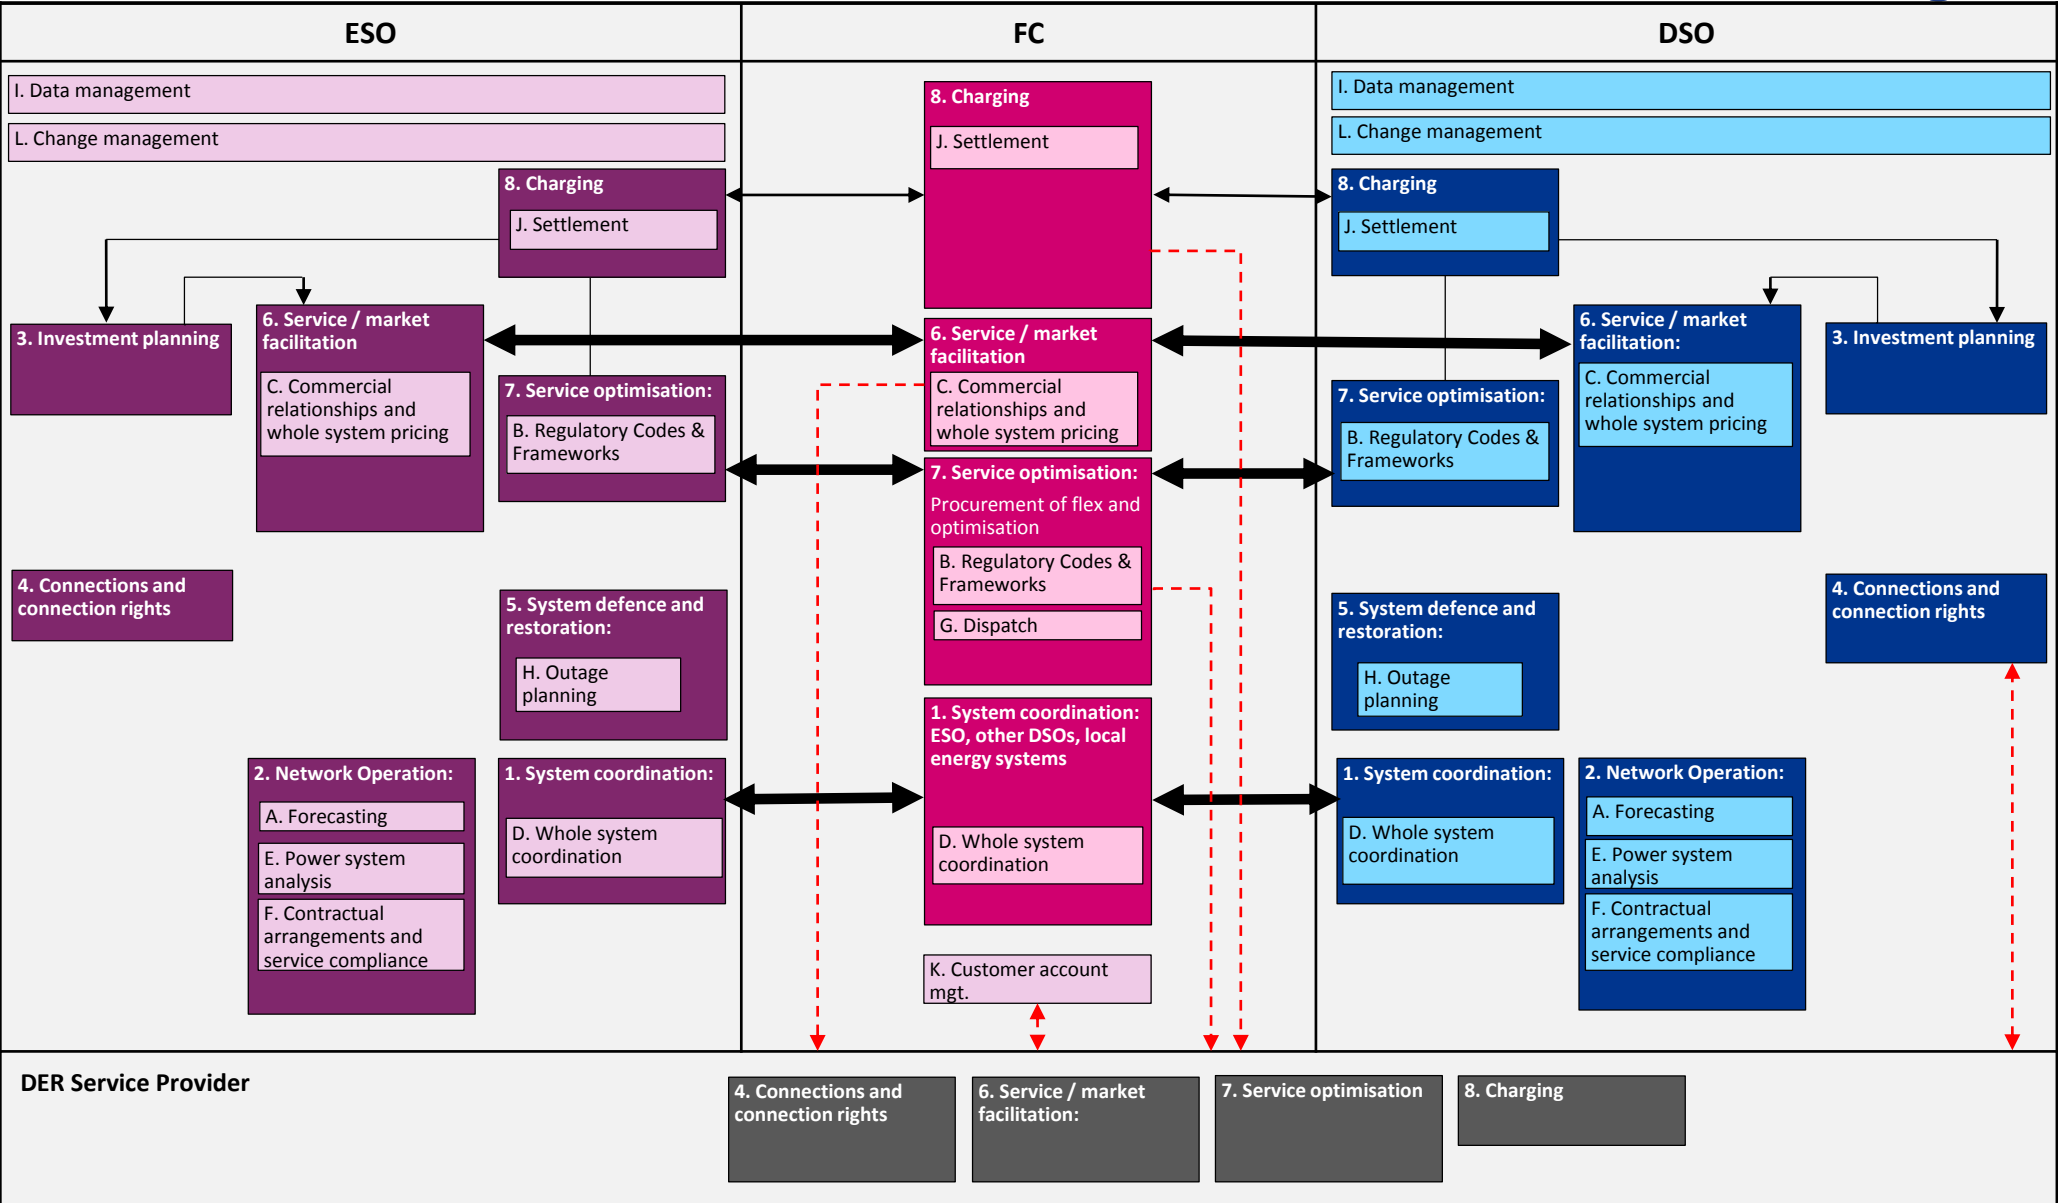 ESO
FC
DSO
I. Data management
L. Change management
8. Charging
J. Settlement
3. Investment planning
6. Service / market
facilitation
C. Commercial
relationships and
whole system pricing
7. Service optimisation:
B. Regulatory Codes &
Frameworks
4. Connections and
connection rights
5. System defence and
restoration:
H. Outage
planning
2. Network Operation:
A. Forecasting
E. Power system
analysis
F. Contractual
arrangements and
service compliance
1. System coordination:
D. Whole system
coordination
8. Charging
J. Settlement
6. Service / market
facilitation
C. Commercial
relationships and
whole system pricing
7. Service optimisation:
Procurement of flex and
optimisation
B. Regulatory Codes &
Frameworks
G. Dispatch
1. System coordination:
ESO, other DSOs, local
energy systems
D. Whole system
coordination
K. Customer account
mgt.
I. Data management
L. Change management
8. Charging
J. Settlement
6. Service / market
facilitation:
C. Commercial
relationships and
whole system pricing
3. Investment planning
7. Service optimisation:
B. Regulatory Codes &
Frameworks
4. Connections and
connection rights
5. System defence and
restoration:
H. Outage
planning
1. System coordination:
D. Whole system
coordination
2. Network Operation:
A. Forecasting
E. Power system
analysis
F. Contractual
arrangements and
service compliance
DER Service Provider
4. Connections and
connection rights
6. Service / market
facilitation:
7. Service optimisation
8. Charging